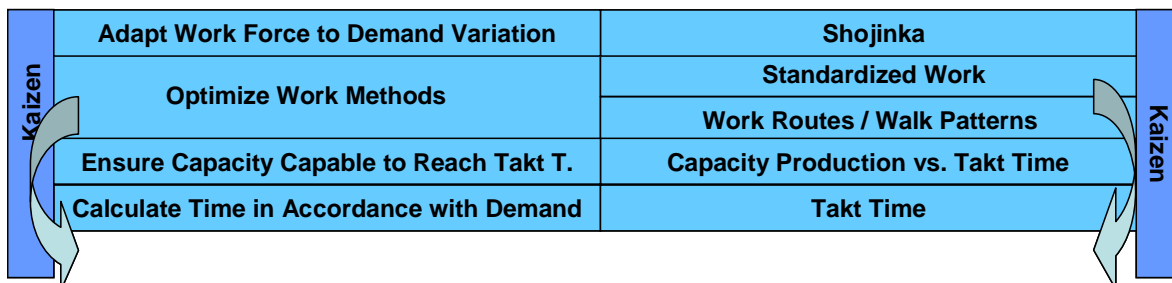 Kaizen
Adapt Work Force to Demand Variation
Shojinka
Optimize Work Methods
Standardized Work
Work Routes / Walk Patterns
Ensure Capacity Capable to Reach Takt T.
Capacity Production vs. Takt Time
Calculate Time in Accordance with Demand
Takt Time
Kaizen